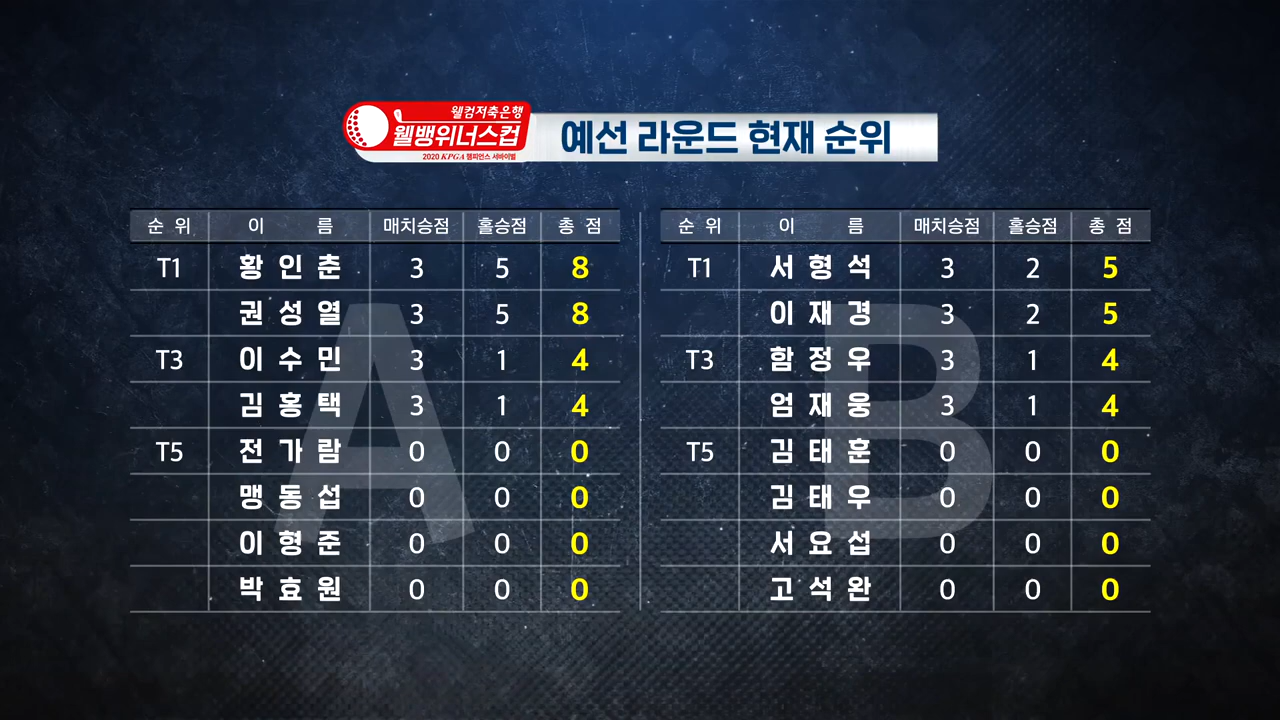 웰컴저축은행
웰뱅위너스컵
2020 KPGA 챔피언스 서바이벌
예선 라운드 현재 순위
A
순 위 이 름 매치승점 홀승점 총 점
T1 황인춘 3 5 8
권성열 3 5 8
T3 이수민 3 1 4
김홍택 3 1 4
T5 전가람 0 0 0
맹동섭 0 0 0
이형준 0 0 0
박효원 0 0 0
B
순 위 이 름 매치승점 홀승점 총 점
T1 서형석 3 2 5
이재경 3 2 5
T3 함정우 3 1 4
엄재웅 3 1 4
T5 김태훈 0 0 0
김태우 0 0 0
서요섭 0 0 0
고석완 0 0 0